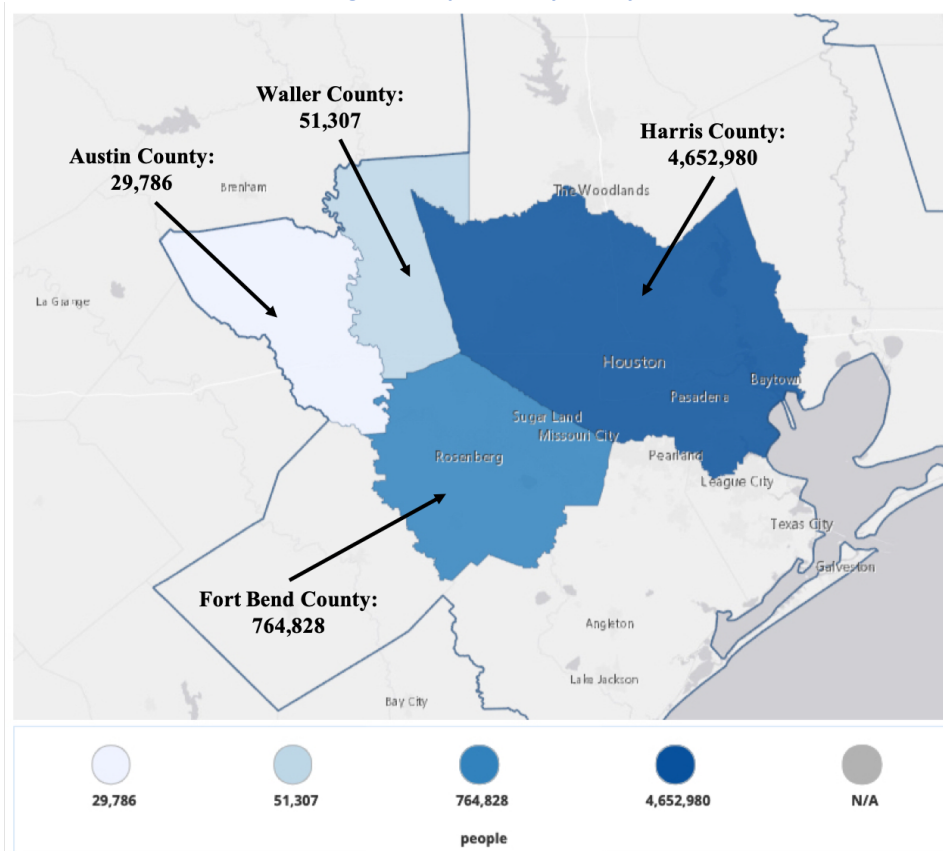 Waller County:
51,307
Harris County:
4,652,980
Austin County:
29,786
Brenham
The Woodlands
La Grange
Houston
Baytown
Pasadena
Sugar Land
Missouri City
Rosenberg
Pearland
League City
Texas City
Galveston
Fort Bend County:
764,828
Angleton
Lake Jackson
Bay City
29,786
51,307
764,828
4,652,980
N/A
people